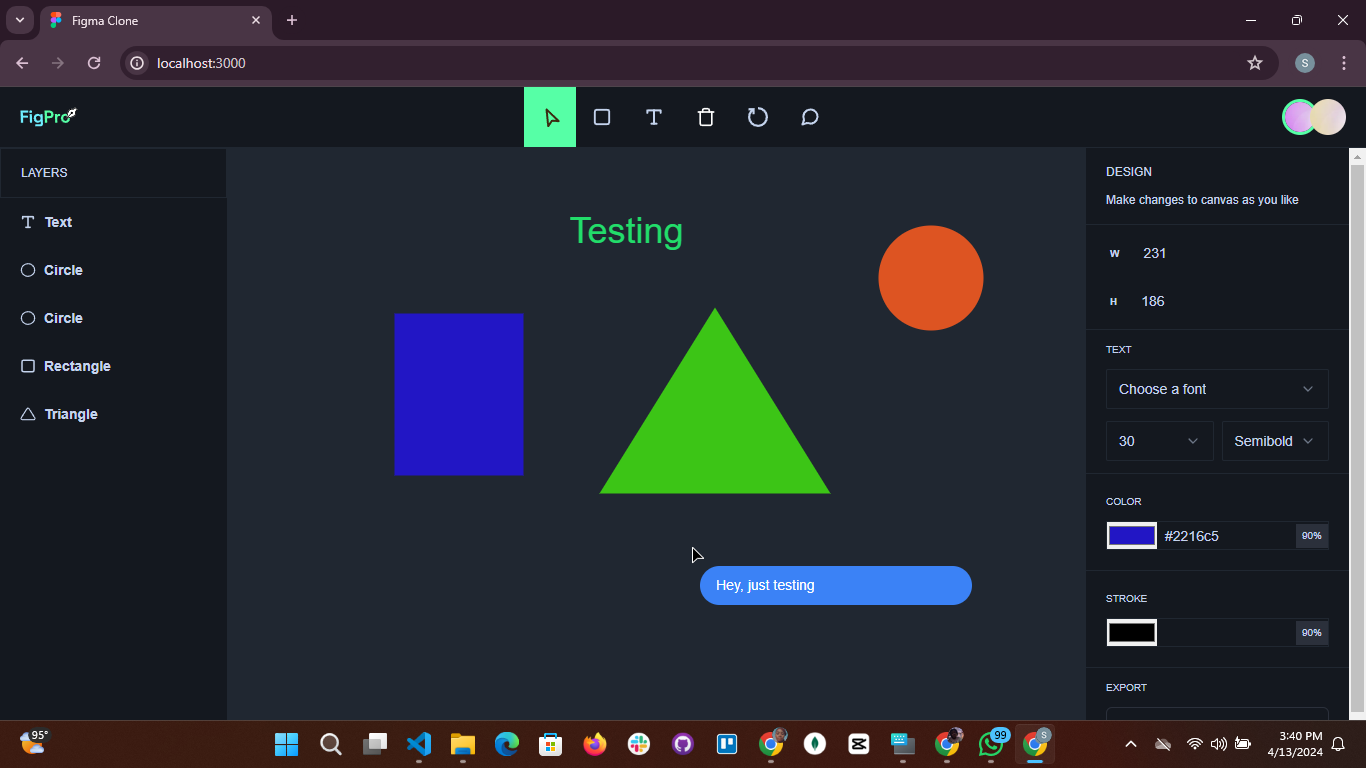 Figma Clone
localhost:3000
S
FigPro
LAYERS
Text
Circle
Circle
Rectangle
Triangle
Testing
Hey, just testing
DESIGN
Make changes to canvas as you like
W 231
H 186
TEXT
Choose a font
30 Semibold
COLOR
#2216c5 90%
STROKE
90%
EXPORT
95°
99
S
3:40 PM
4/13/2024